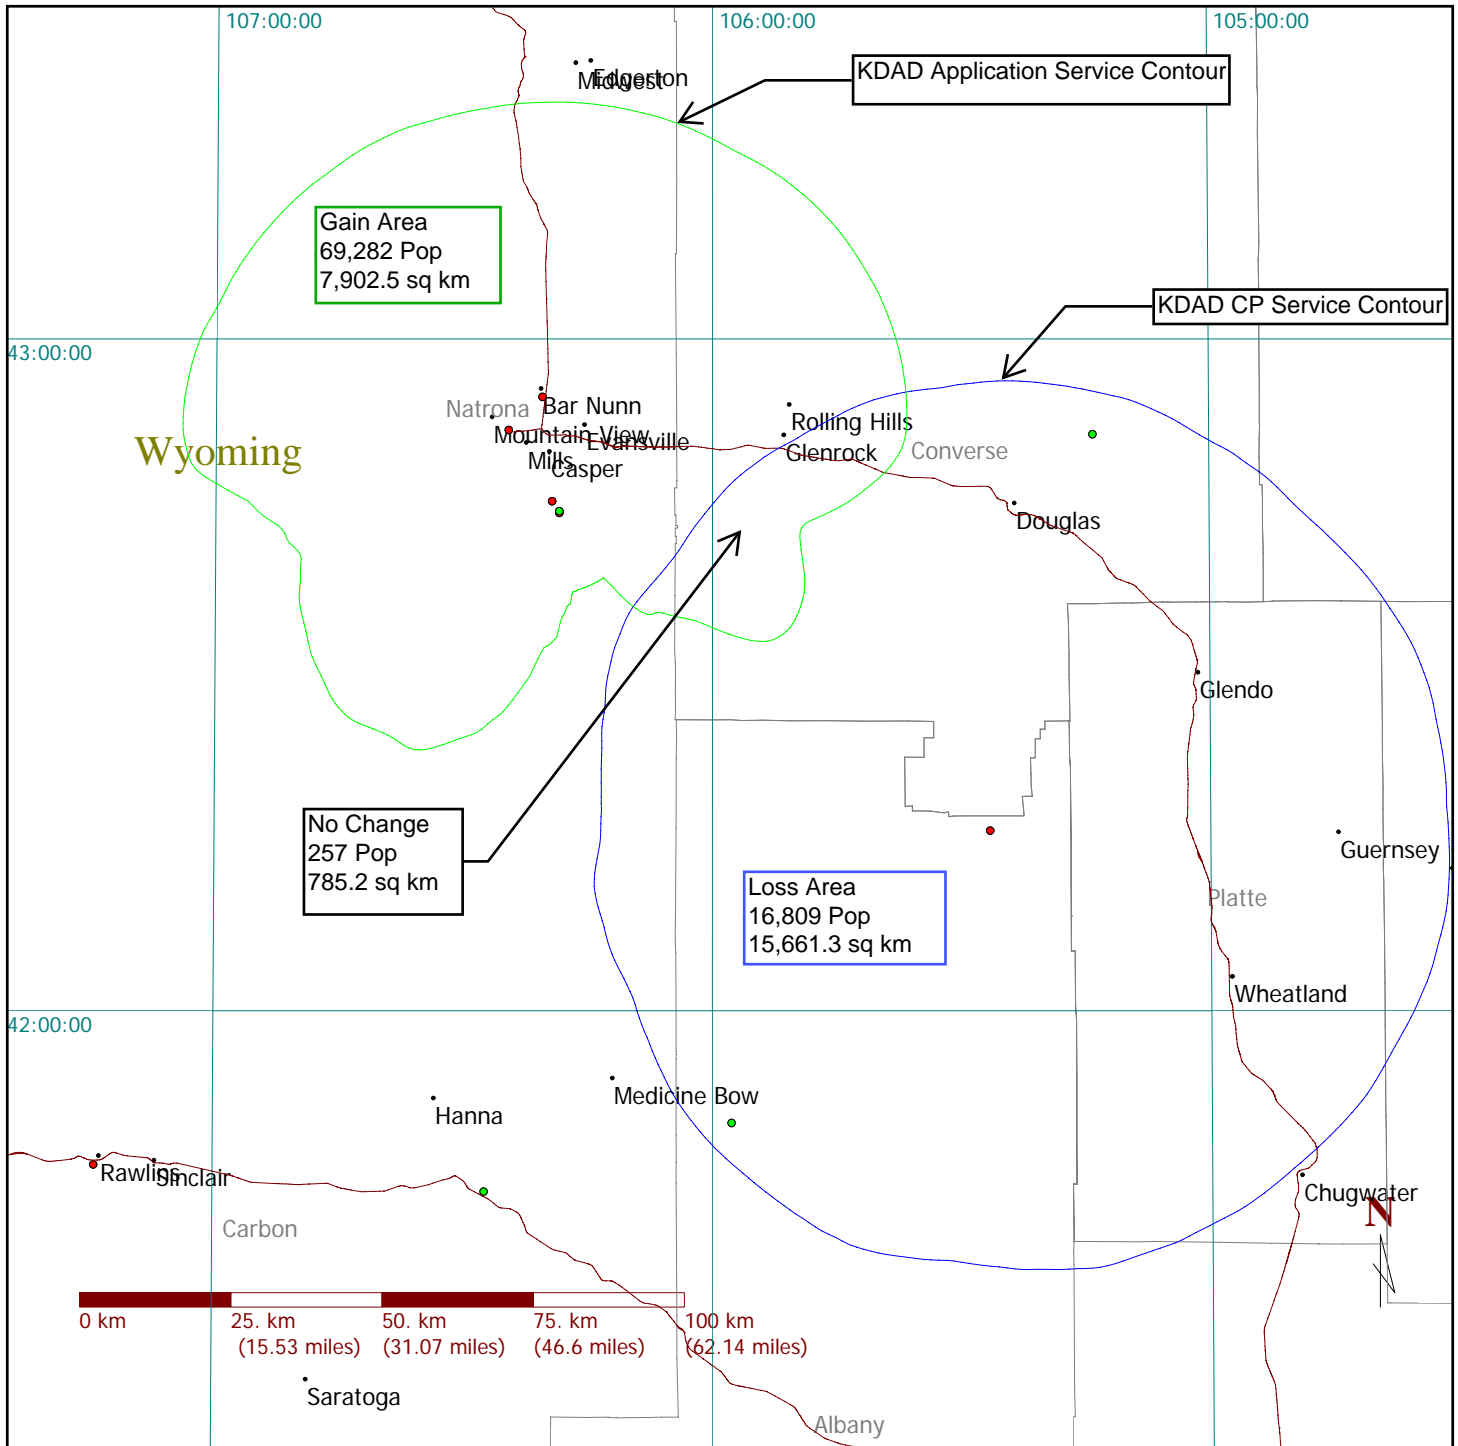 107:00:00
106:00:00
105:00:00
Edgerton
Midwest
KDAD Application Service Contour
Gain Area
69,282 Pop
7,902.5 sq km
KDAD CP Service Contour
43:00:00
Natrona
Bar Nunn
Mountain View
Evansville
Mills
Casper
Wyoming
Rolling Hills
Glenrock
Converse
Douglas
Glendo
No Change
257 Pop
785.2 sq km
Loss Area
16,809 Pop
15,661.3 sq km
Guernsey
Platte
Wheatland
42:00:00
Medicine Bow
Hanna
Rawlins
Sinclair
Chugwater
N
Carbon
0 km
25. km
(15.53 miles)
50. km
(31.07 miles)
75. km
(46.6 miles)
100 km
(62.14 miles)
Saratoga
Albany